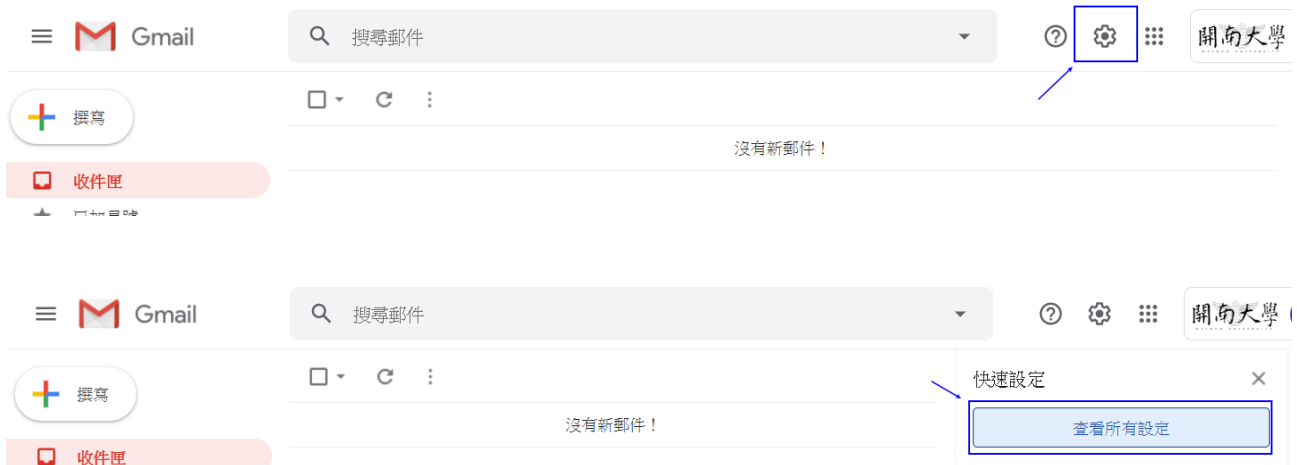 Gmail
搜尋郵件
開南大學
撰寫
沒有新郵件！
收件匣
Gmail
搜尋郵件
開南大學
撰寫
快速設定
沒有新郵件！
查看所有設定
收件匣